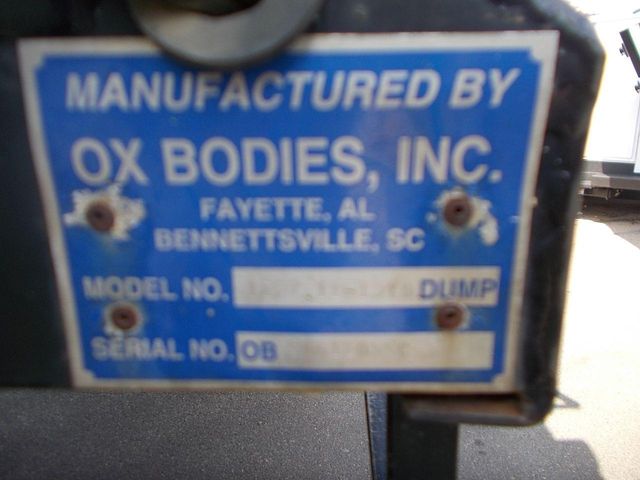 MANUFACTURED BY
OX BODIES, INC.
FAYETTE, AL
BENNETTSVILLE, SC
MODEL NO. DUMP
SERIAL NO. OB